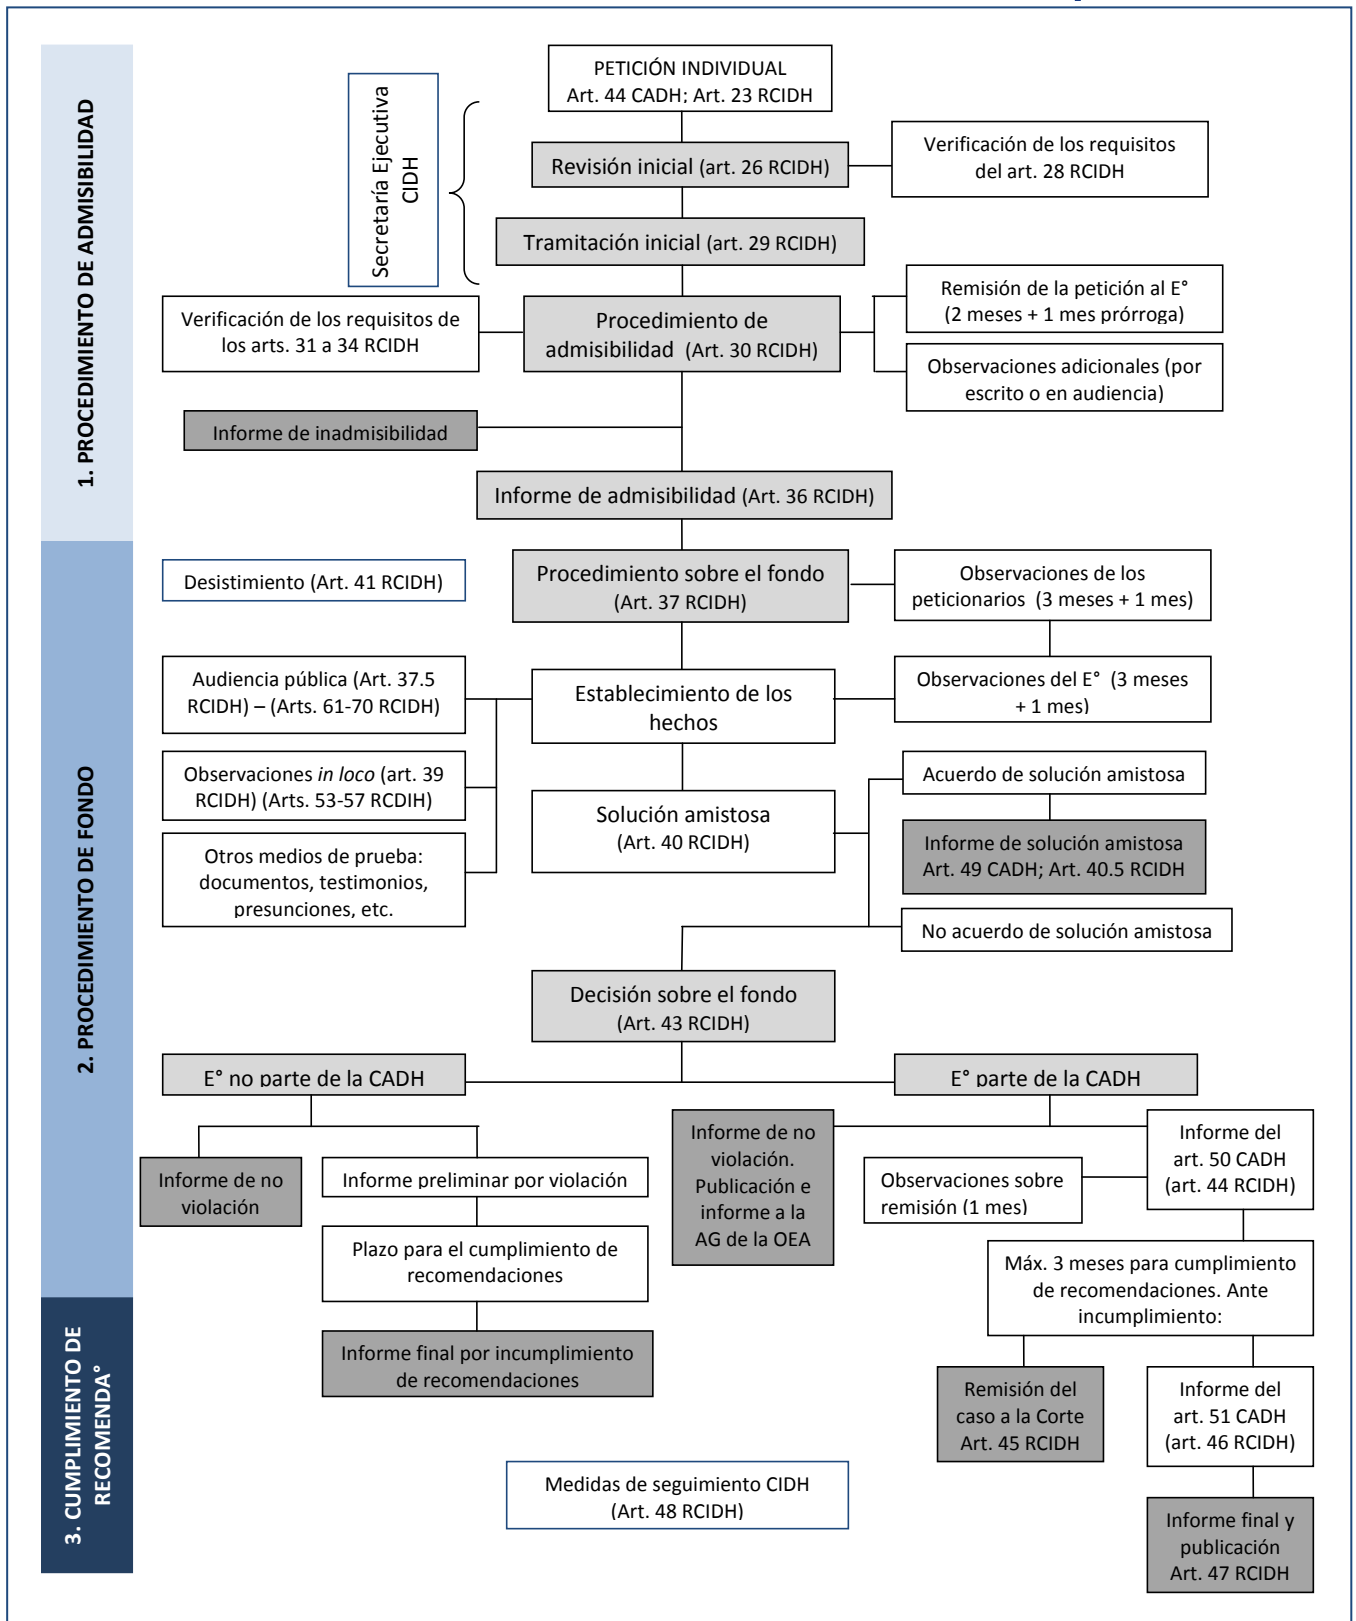 1. PROCEDIMIENTO DE ADMISIBILIDAD
Secretaría Ejecutiva
CIDH
PETICIÓN INDIVIDUAL
Art. 44 CADH; Art. 23 RCIDH
Revisión inicial (art. 26 RCIDH)
Verificación de los requisitos
del art. 28 RCIDH
Tramitación inicial (art. 29 RCIDH)
Verificación de los requisitos de
los arts. 31 a 34 RCIDH
Procedimiento de
admisibilidad (Art. 30 RCIDH)
Remisión de la petición al E°
(2 meses + 1 mes prórroga)
Observaciones adicionales (por
escrito o en audiencia)
Informe de inadmisibilidad
Informe de admisibilidad (Art. 36 RCIDH)
2. PROCEDIMIENTO DE FONDO
Desistimiento (Art. 41 RCIDH)
Procedimiento sobre el fondo
(Art. 37 RCIDH)
Observaciones de los
peticionarios (3 meses + 1 mes)
Audiencia pública (Art. 37.5
RCIDH) – (Arts. 61-70 RCIDH)
Establecimiento de los
hechos
Observaciones del E° (3 meses
+ 1 mes)
Observaciones in loco (art. 39
RCIDH) (Arts. 53-57 RCDIH)
Solución amistosa
(Art. 40 RCIDH)
Acuerdo de solución amistosa
Informe de solución amistosa
Art. 49 CADH; Art. 40.5 RCIDH
Otros medios de prueba:
documentos, testimonios,
presunciones, etc.
No acuerdo de solución amistosa
Decisión sobre el fondo
(Art. 43 RCIDH)
E° no parte de la CADH
E° parte de la CADH
Informe de no
violación
Informe preliminar por violación
Plazo para el cumplimiento de
recomendaciones
Informe de no
violación.
Publicación e
informe a la
AG de la OEA
Observaciones sobre
remisión (1 mes)
Informe del
art. 50 CADH
(art. 44 RCIDH)
Máx. 3 meses para cumplimiento
de recomendaciones. Ante
incumplimiento:
3. CUMPLIMIENTO DE
RECOMENDA°
Informe final por incumplimiento
de recomendaciones
Remisión del
caso a la Corte
Art. 45 RCIDH
Informe del
art. 51 CADH
(art. 46 RCIDH)
Medidas de seguimiento CIDH
(Art. 48 RCIDH)
Informe final y
publicación
Art. 47 RCIDH